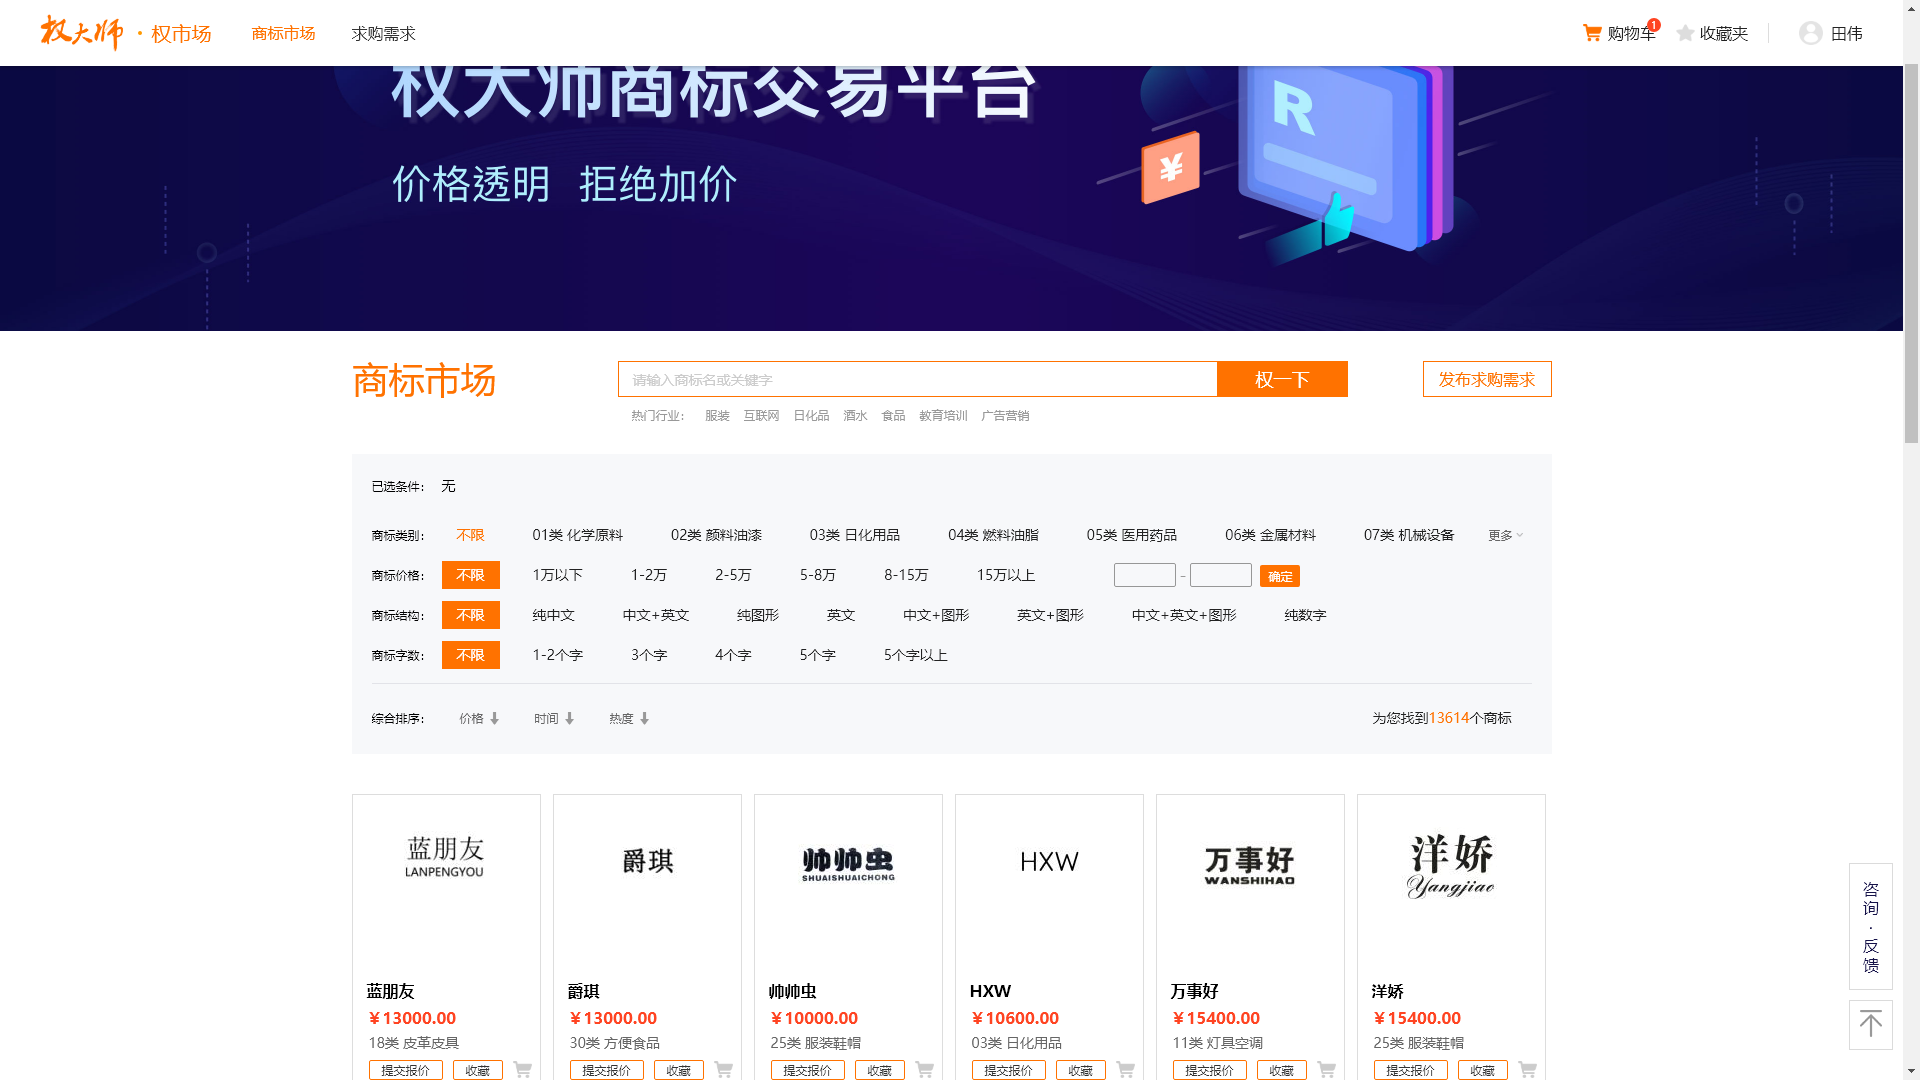 权大师 · 权市场 商标市场 求购需求 购物车 1 收藏夹 田伟
权大师商标交易平台
R
¥
价格透明 拒绝加价
商标市场 请输入商标名或关键字 权一下 发布求购需求
热门行业: 服装 互联网 日化品 酒水 食品 教育培训 广告营销
已选条件: 无
商标类别: 不限 01类 化学原料 02类 颜料油漆 03类 日化用品 04类 燃料油脂 05类 医用药品 06类 金属材料 07类 机械设备 更多
商标价格: 不限 1万以下 1-2万 2-5万 5-8万 8-15万 15万以上 - 确定
商标结构: 不限 纯中文 中文+英文 纯图形 英文 中文+图形 英文+图形 中文+英文+图形 纯数字
商标字数: 不限 1-2个字 3个字 4个字 5个字 5个字以上
综合排序: 价格 时间 热度 为您找到13614个商标
蓝朋友
LANPENGYOU
爵琪
帅帅虫
SHUAISHUAICHONG
HXW
万事好
WANSHIHAO
洋娇
Yangjiao
蓝朋友 爵琪 帅帅虫 HXW 万事好 洋娇
¥13000.00 ¥13000.00 ¥10000.00 ¥10600.00 ¥15400.00 ¥15400.00
18类 皮革皮具 30类 方便食品 25类 服装鞋帽 03类 日化用品 11类 灯具空调 25类 服装鞋帽
提交报价 收藏 提交报价 收藏 提交报价 收藏 提交报价 收藏 提交报价 收藏 提交报价 收藏
咨
询
·
反
馈